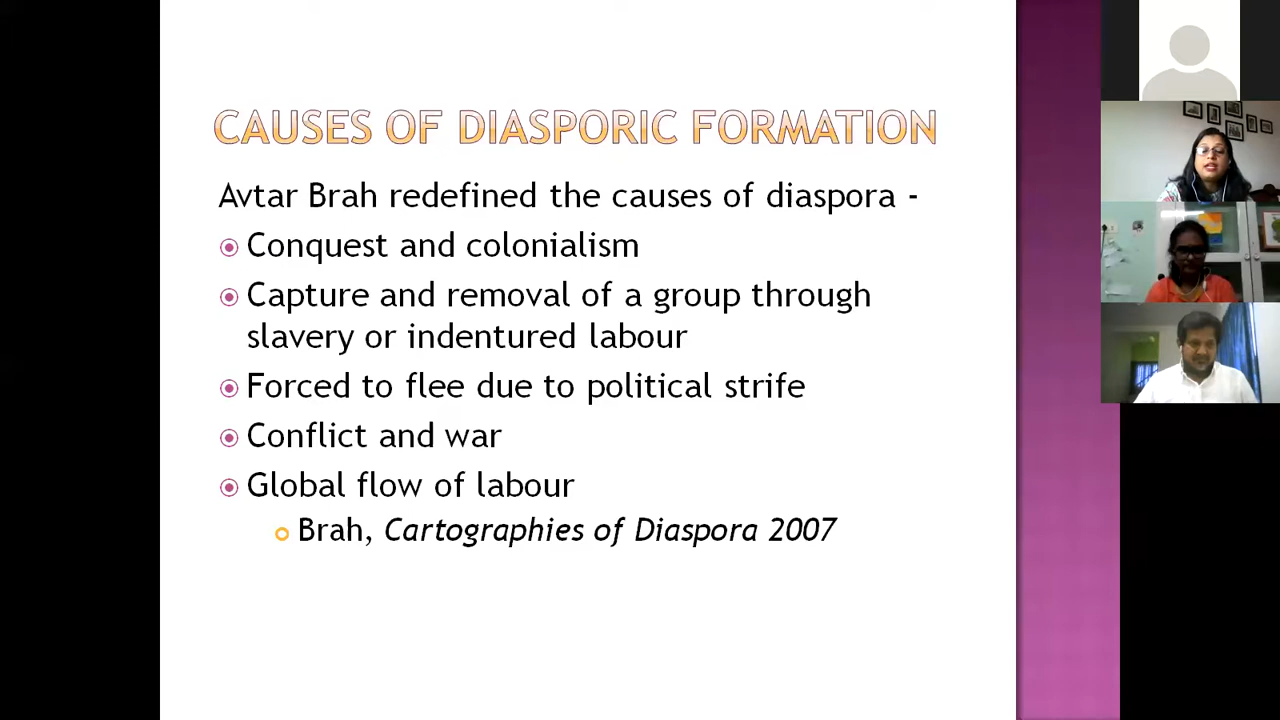 CAUSES OF DIASPORIC FORMATION
Avtar Brah redefined the causes of diaspora -
Conquest and colonialism
Capture and removal of a group through
slavery or indentured labour
Forced to flee due to political strife
Conflict and war
Global flow of labour
Brah, Cartographies of Diaspora 2007